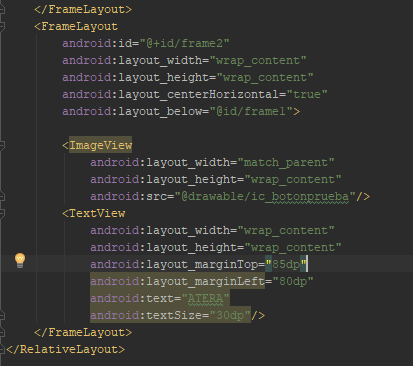 </FrameLayout>
<FrameLayout
android:id="@+id/frame2"
android:layout_width="wrap_content"
android:layout_height="wrap_content"
android:layout_centerHorizontal="true"
android:layout_below="@id/frame1">
<ImageView
android:layout_width="match_parent"
android:layout_height="wrap_content"
android:src="@drawable/ic_botonprueba"/>
<TextView
android:layout_width="wrap_content"
android:layout_height="wrap_content"
android:layout_marginTop="85dp"
android:layout_marginLeft="80dp"
android:text="ATERA"
android:textSize="30dp"/>
</FrameLayout>
</RelativeLayout>